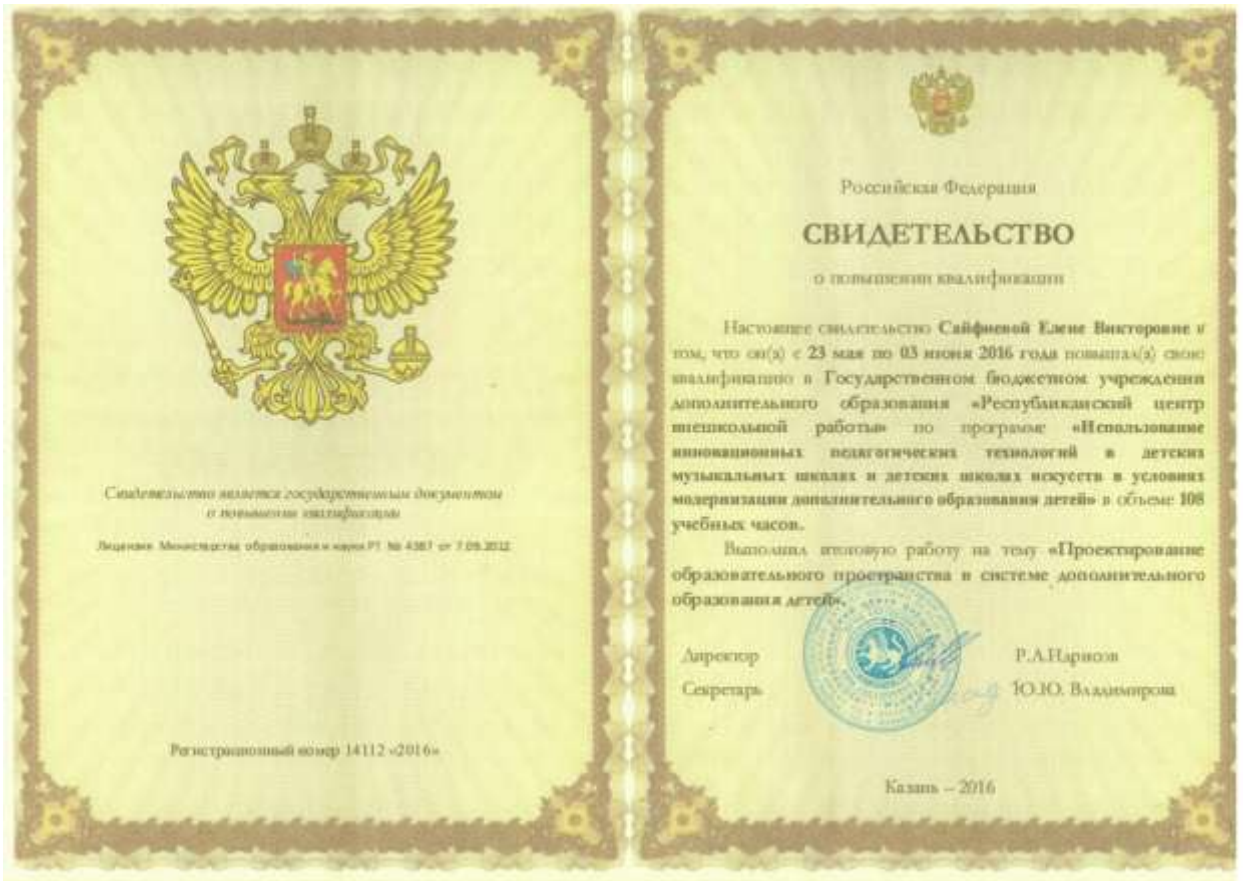 Свидетельство является государственным документом
о повышении квалификации
Лицензия Министерства образования и науки РТ № 4387 от 7.09.2012
Регистрационный номер 14112 «2016»
Российская Федерация
СВИДЕТЕЛЬСТВО
о повышении квалификации
Настоящее свидетельство Сайфиевой Елене Викторовне в
том, что он(а) с 23 мая по 03 июня 2016 года повышал(а) свою
квалификацию в Государственном бюджетном учреждении
дополнительного образования «Республиканский центр
внешкольной работы» по программе «Использование
инновационных педагогических технологий в детских
музыкальных школах и детских школах искусств в условиях
модернизации дополнительного образования детей» в объеме 108
учебных часов.
Выполнил итоговую работу на тему «Проектирование
образовательного пространства в системе дополнительного
образования детей».
Директор Р.А.Идрисов
Секретарь Ю.Ю. Владимирова
Казань – 2016